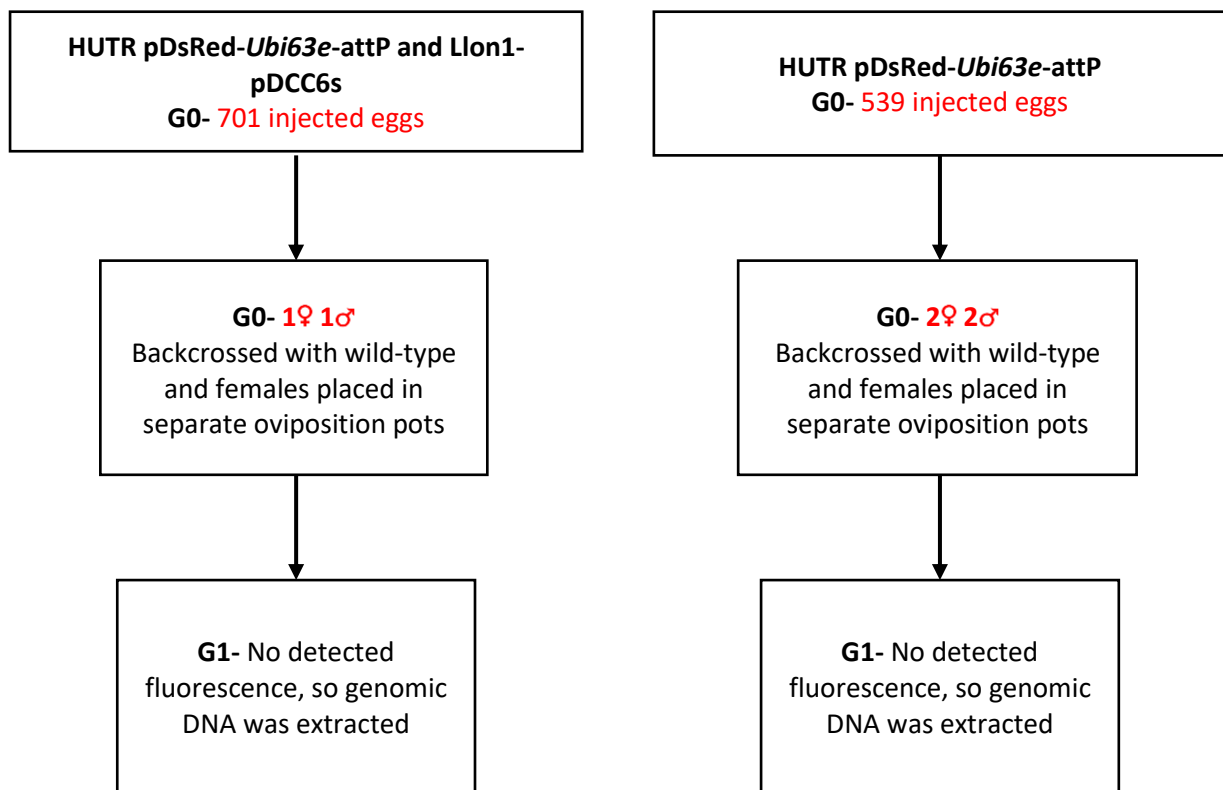 HUTR pDsRed-Ubi63e-attP and Llon1-
pDCC6s
G0- 701 injected eggs
G0- 1♀ 1♂
Backcrossed with wild-type
and females placed in
separate oviposition pots
G1- No detected
fluorescence, so genomic
DNA was extracted
HUTR pDsRed-Ubi63e-attP
G0- 539 injected eggs
G0- 2♀ 2♂
Backcrossed with wild-type
and females placed in
separate oviposition pots
G1- No detected
fluorescence, so genomic
DNA was extracted